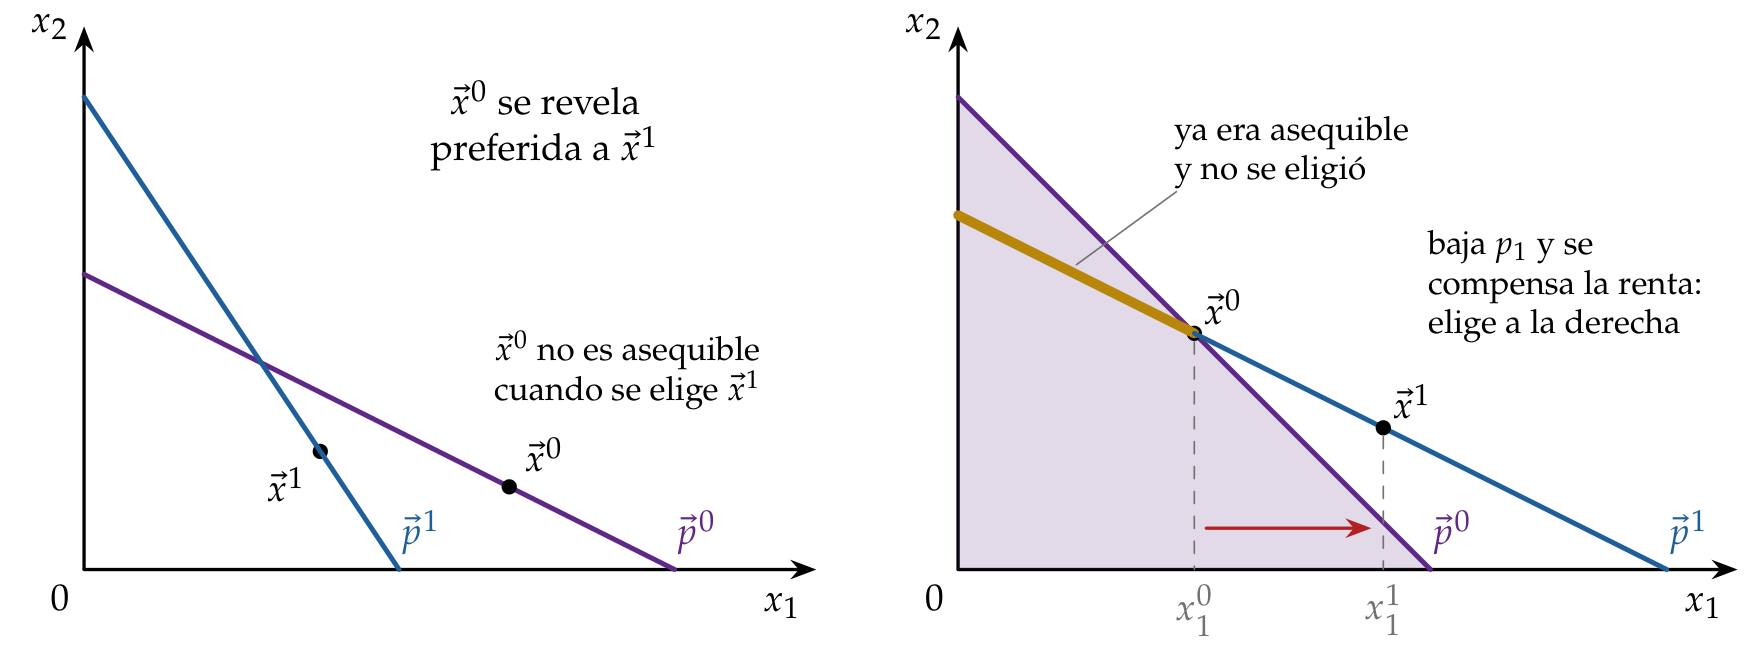 x₂
x⃗⁰ se revela
preferida a x⃗¹
x⃗⁰ no es asequible
cuando se elige x⃗¹
x⃗⁰
x⃗¹
p⃗¹
p⃗⁰
0
x₁
x₂
ya era asequible
y no se eligió
baja p₁ y se
compensa la renta:
elige a la derecha
x⃗⁰
x⃗¹
p⃗⁰
p⃗¹
0
x₁⁰
x₁¹
x₁